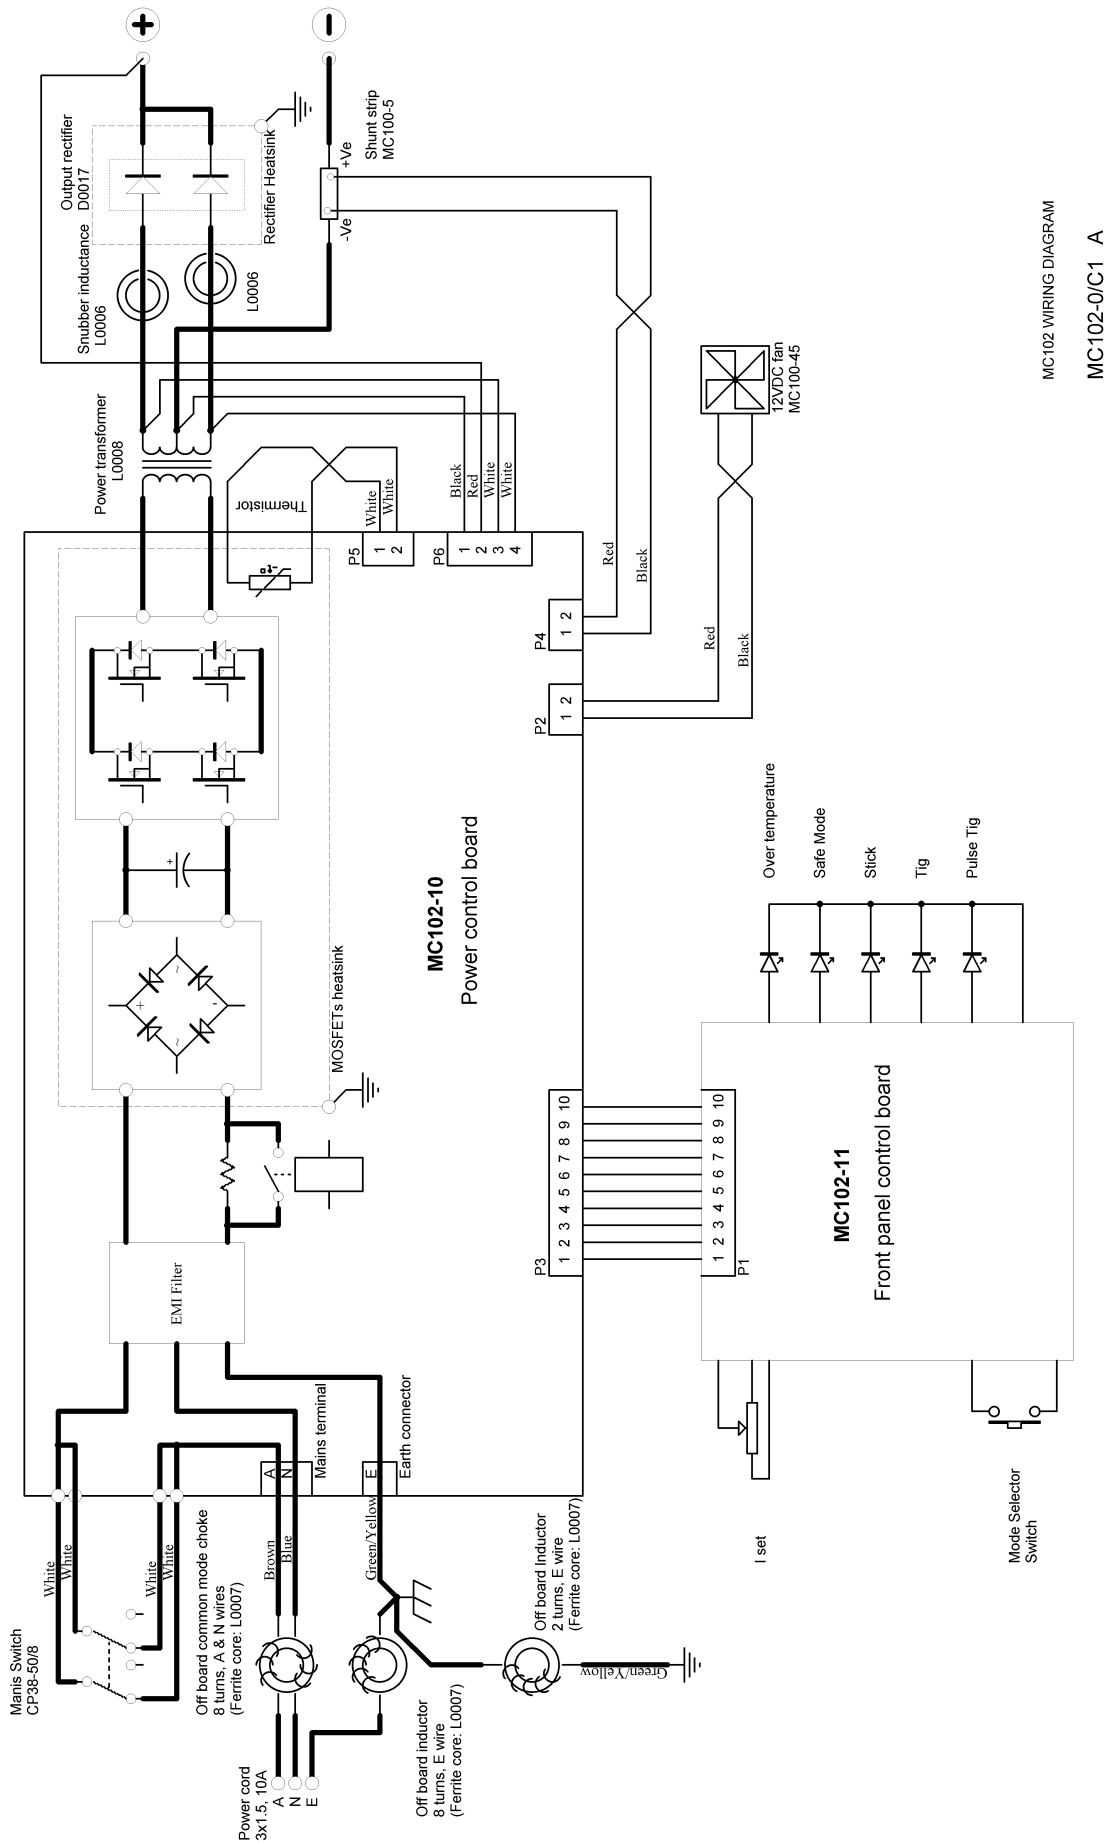 Manis Switch
CP38-50/8
White
White
White
White
Off board common mode choke
8 turns, A & N wires
(Ferrite core: L0007)
Power cord
3x1.5, 10A
A
N
E
Off board inductor
8 turns, E wire
(Ferrite core: L0007)
Off board Inductor
2 turns, E wire
(Ferrite core: L0007)
Green/Yellow
Brown
Blue
Green/Yellow
A
N
Mains terminal
E
Earth connector
EMI Filter
+
~
~
-
MOSFETs heatsink
+
MC102-10
Power control board
-t°
Thermistor
Power transformer
L0008
Snubber inductance
L0006
L0006
Output rectifier
D0017
Rectifier Heatsink
+
-
-Ve
+Ve
Shunt strip
MC100-5
P5
1
2
White
White
P6
1
2
3
4
Black
Red
White
White
P4
1 2
Red
Black
P2
1 2
Red
Black
12VDC fan
MC100-45
P3
1 2 3 4 5 6 7 8 9 10
1 2 3 4 5 6 7 8 9 10
P1
MC102-11
Front panel control board
I set
Mode Selector
Switch
Over temperature
Safe Mode
Stick
Tig
Pulse Tig
MC102 WIRING DIAGRAM
MC102-0/C1_A